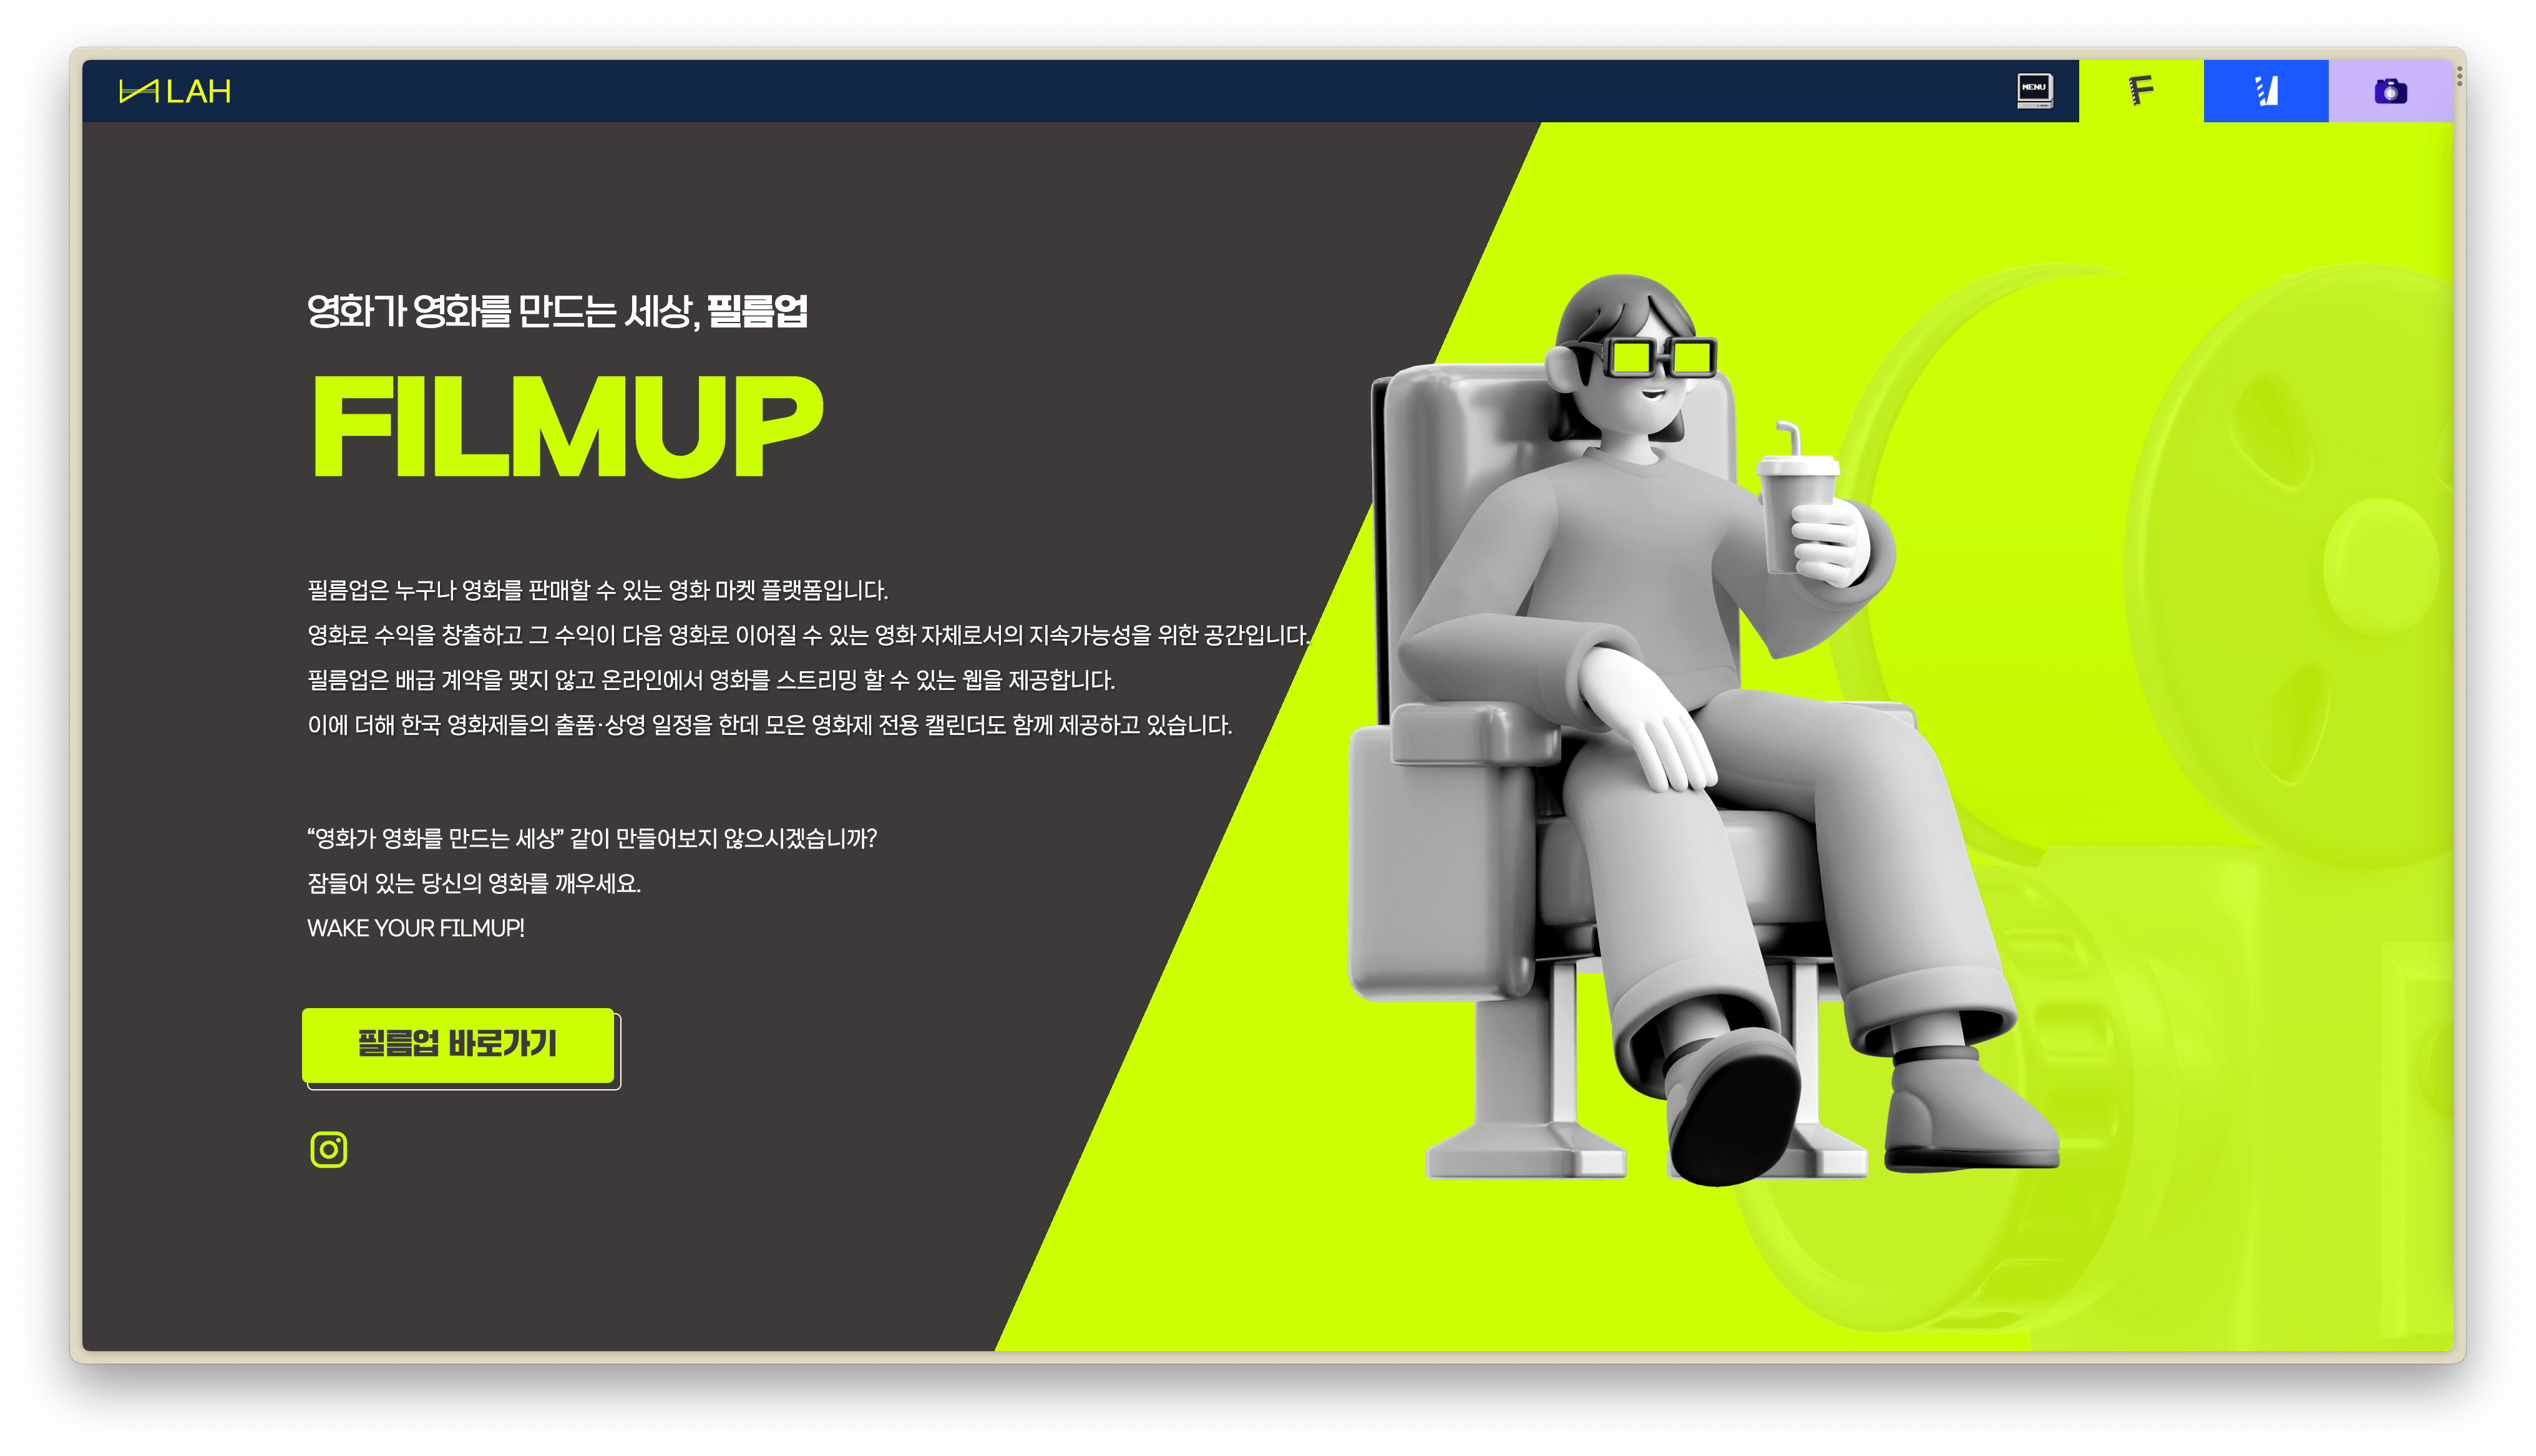 LAH
MENU
영화가 영화를 만드는 세상, 필름업
FILMUP
필름업은 누구나 영화를 판매할 수 있는 영화 마켓 플랫폼입니다.
영화로 수익을 창출하고 그 수익이 다음 영화로 이어질 수 있는 영화 자체로서의 지속가능성을 위한 공간입니다.
필름업은 배급 계약을 맺지 않고 온라인에서 영화를 스트리밍 할 수 있는 웹을 제공합니다.
이에 더해 한국 영화제들의 출품·상영 일정을 한데 모은 영화제 전용 캘린더도 함께 제공하고 있습니다.
“영화가 영화를 만드는 세상” 같이 만들어보지 않으시겠습니까?
잠들어 있는 당신의 영화를 깨우세요.
WAKE YOUR FILMUP!
필름업 바로가기